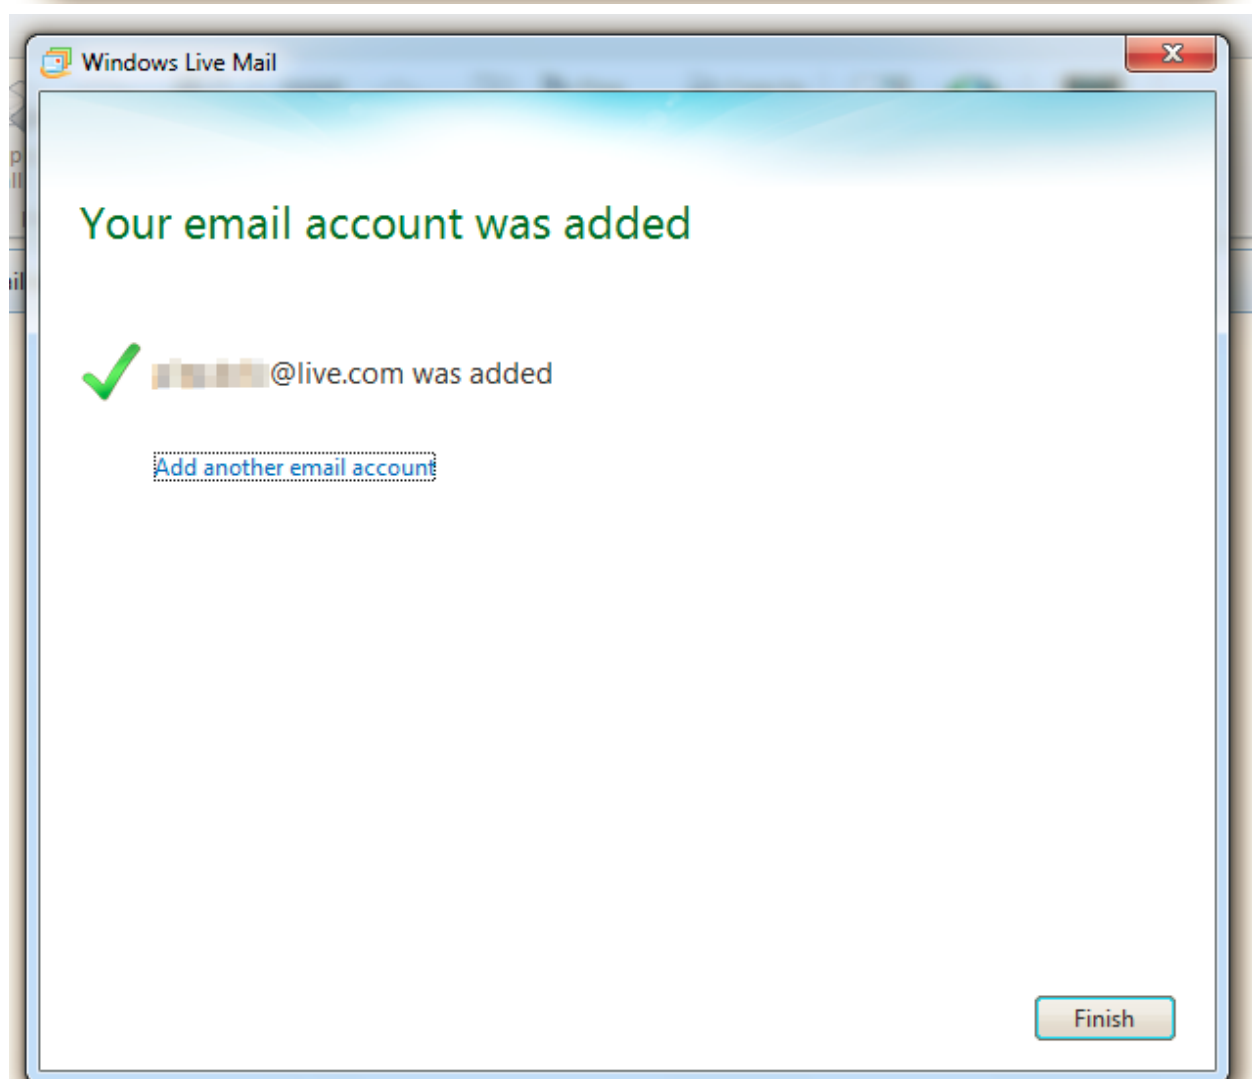 Windows Live Mail
Your email account was added
@live.com was added
Add another email account
Finish